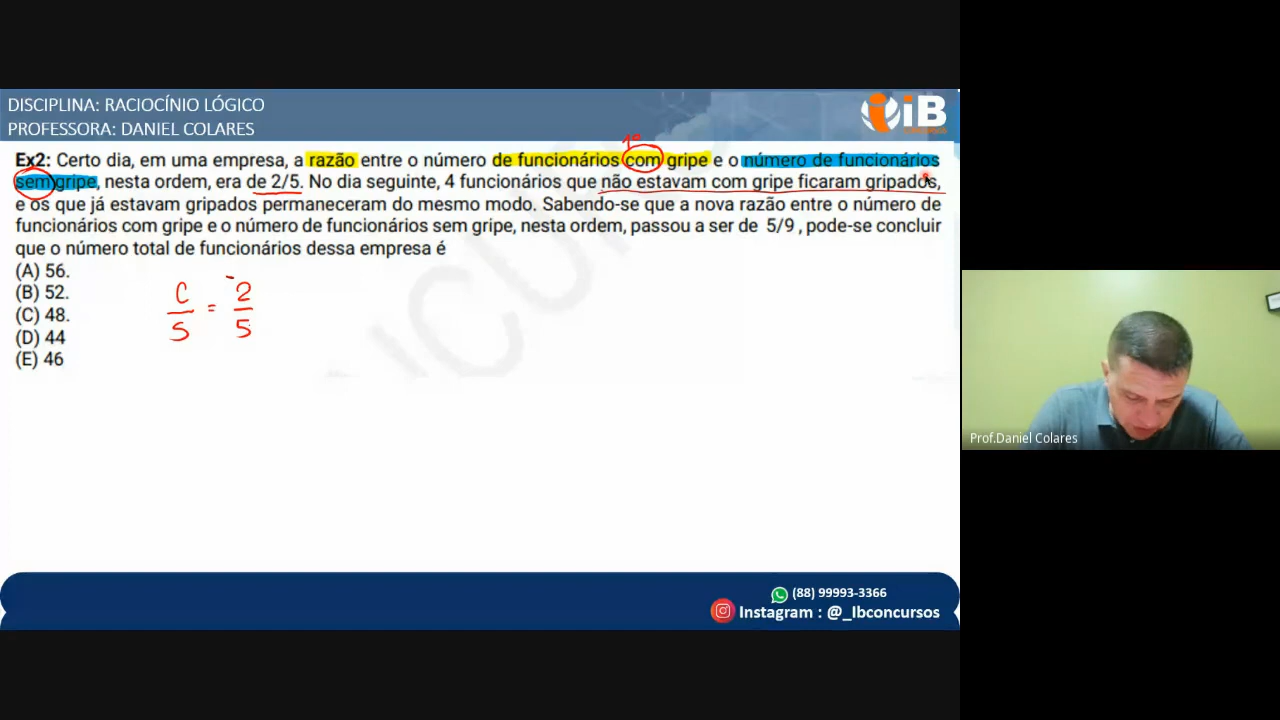 DISCIPLINA: RACIOCÍNIO LÓGICO
PROFESSORA: DANIEL COLARES
iB
1º
Ex2: Certo dia, em uma empresa, a razão entre o número de funcionários com gripe e o número de funcionários
sem gripe, nesta ordem, era de 2/5. No dia seguinte, 4 funcionários que não estavam com gripe ficaram gripados,
e os que já estavam gripados permaneceram do mesmo modo. Sabendo-se que a nova razão entre o número de
funcionários com gripe e o número de funcionários sem gripe, nesta ordem, passou a ser de 5/9 , pode-se concluir
que o número total de funcionários dessa empresa é
(A) 56.
(B) 52.
(C) 48.
(D) 44
(E) 46
C/S = 2/5
Prof.Daniel Colares
(88) 99993-3366
Instagram : @_Ibconcursos